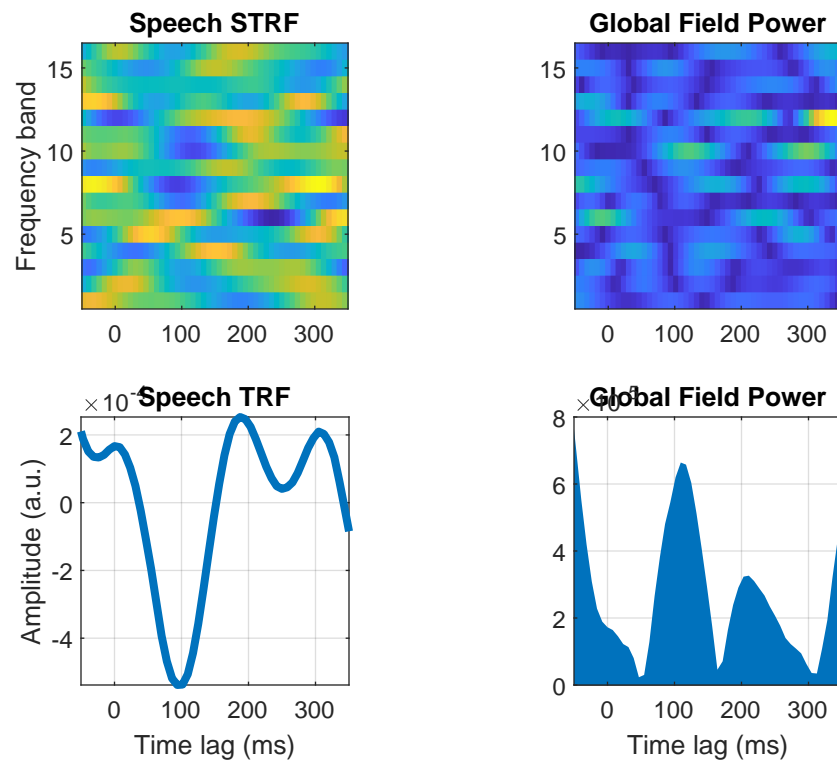 Speech STRF
Global Field Power
15
10
5
Frequency band
0 100 200 300
15
10
5
0 100 200 300
Speech TRF
× 10⁻⁴
2
0
-2
-4
Amplitude (a.u.)
0 100 200 300
Time lag (ms)
Global Field Power
8
6
4
2
0
0 100 200 300
Time lag (ms)